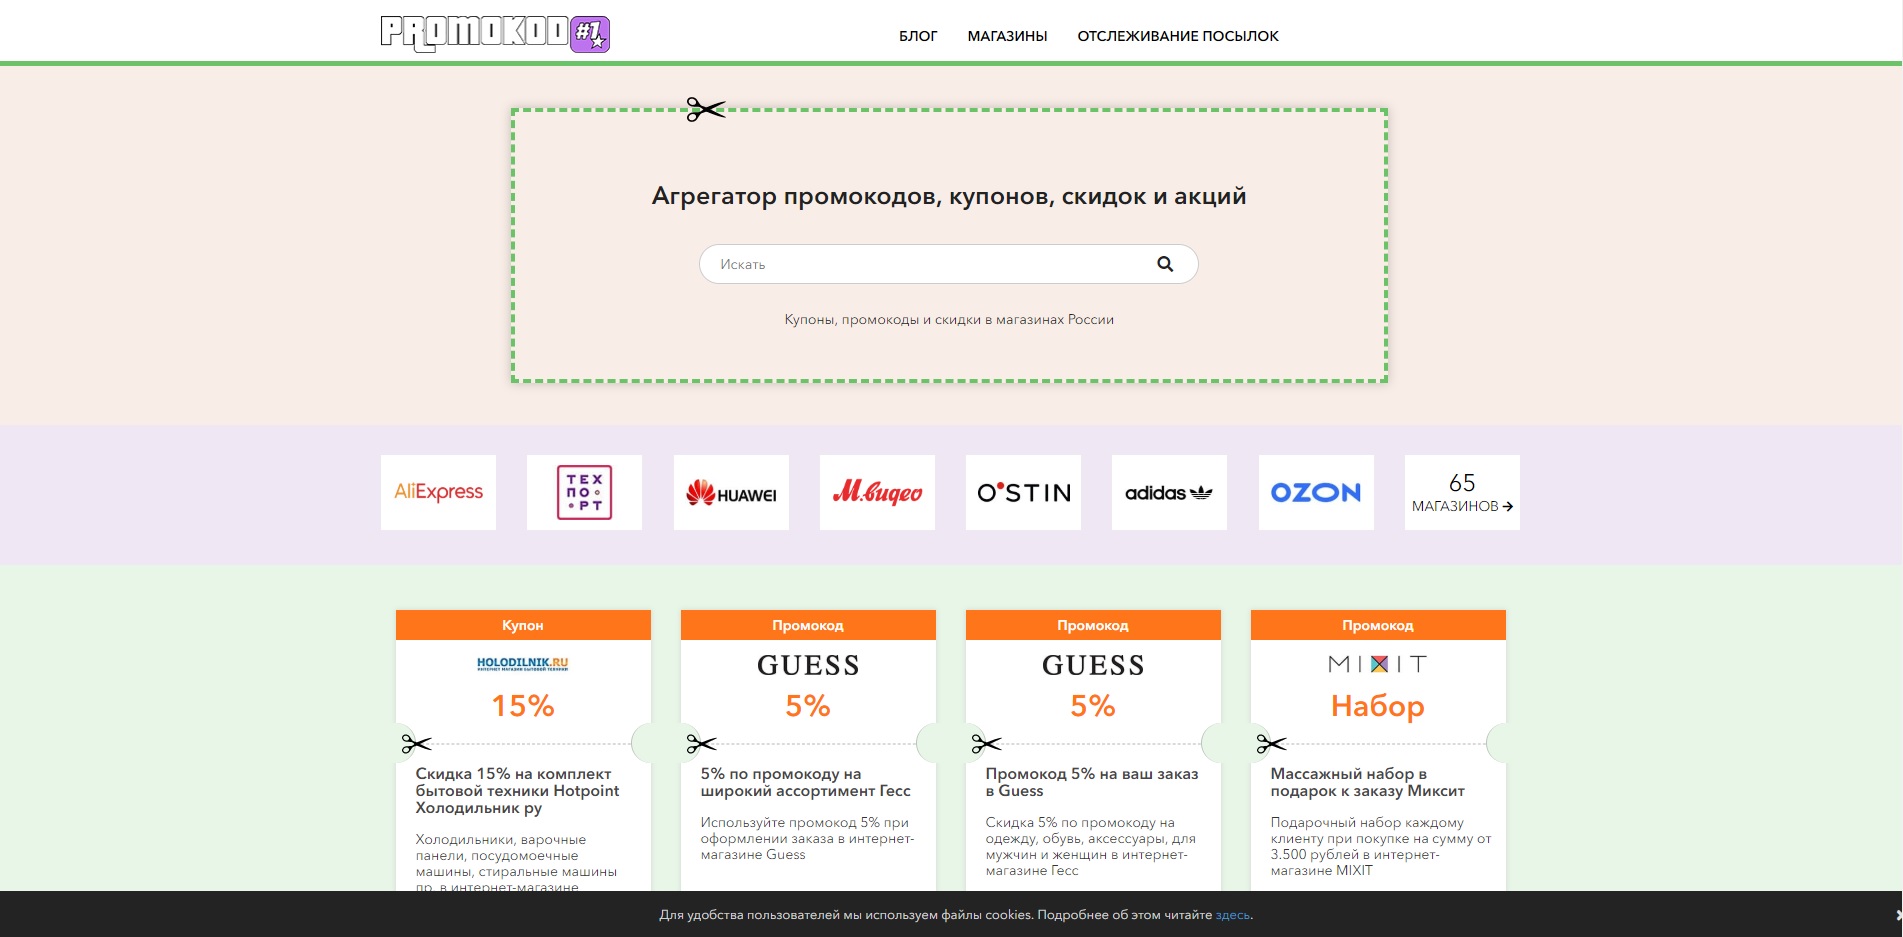 PROMOKOD #1
БЛОГ МАГАЗИНЫ ОТСЛЕЖИВАНИЕ ПОСЫЛОК
Агрегатор промокодов, купонов, скидок и акций
Искать
Купоны, промокоды и скидки в магазинах России
AliExpress
ТЕХ
ПО
РТ
HUAWEI
М.видео
O'STIN
adidas
OZON
65
МАГАЗИНОВ
Купон
HOLODILNIK.RU
ИНТЕРНЕТ МАГАЗИН БЫТОВОЙ ТЕХНИКИ
15%
Скидка 15% на комплект
бытовой техники Hotpoint
Холодильник ру
Холодильники, варочные
панели, посудомоечные
машины, стиральные машины
пр. в интернет-магазине
Промокод
GUESS
5%
5% по промокоду на
широкий ассортимент Гесс
Используйте промокод 5% при
оформлении заказа в интернет-
магазине Guess
Промокод
GUESS
5%
Промокод 5% на ваш заказ
в Guess
Скидка 5% по промокоду на
одежду, обувь, аксессуары, для
мужчин и женщин в интернет-
магазине Гесс
Промокод
MIXIT
Набор
Массажный набор в
подарок к заказу Миксит
Подарочный набор каждому
клиенту при покупке на сумму от
3.500 рублей в интернет-
магазине MIXIT
Для удобства пользователей мы используем файлы cookies. Подробнее об этом читайте здесь.